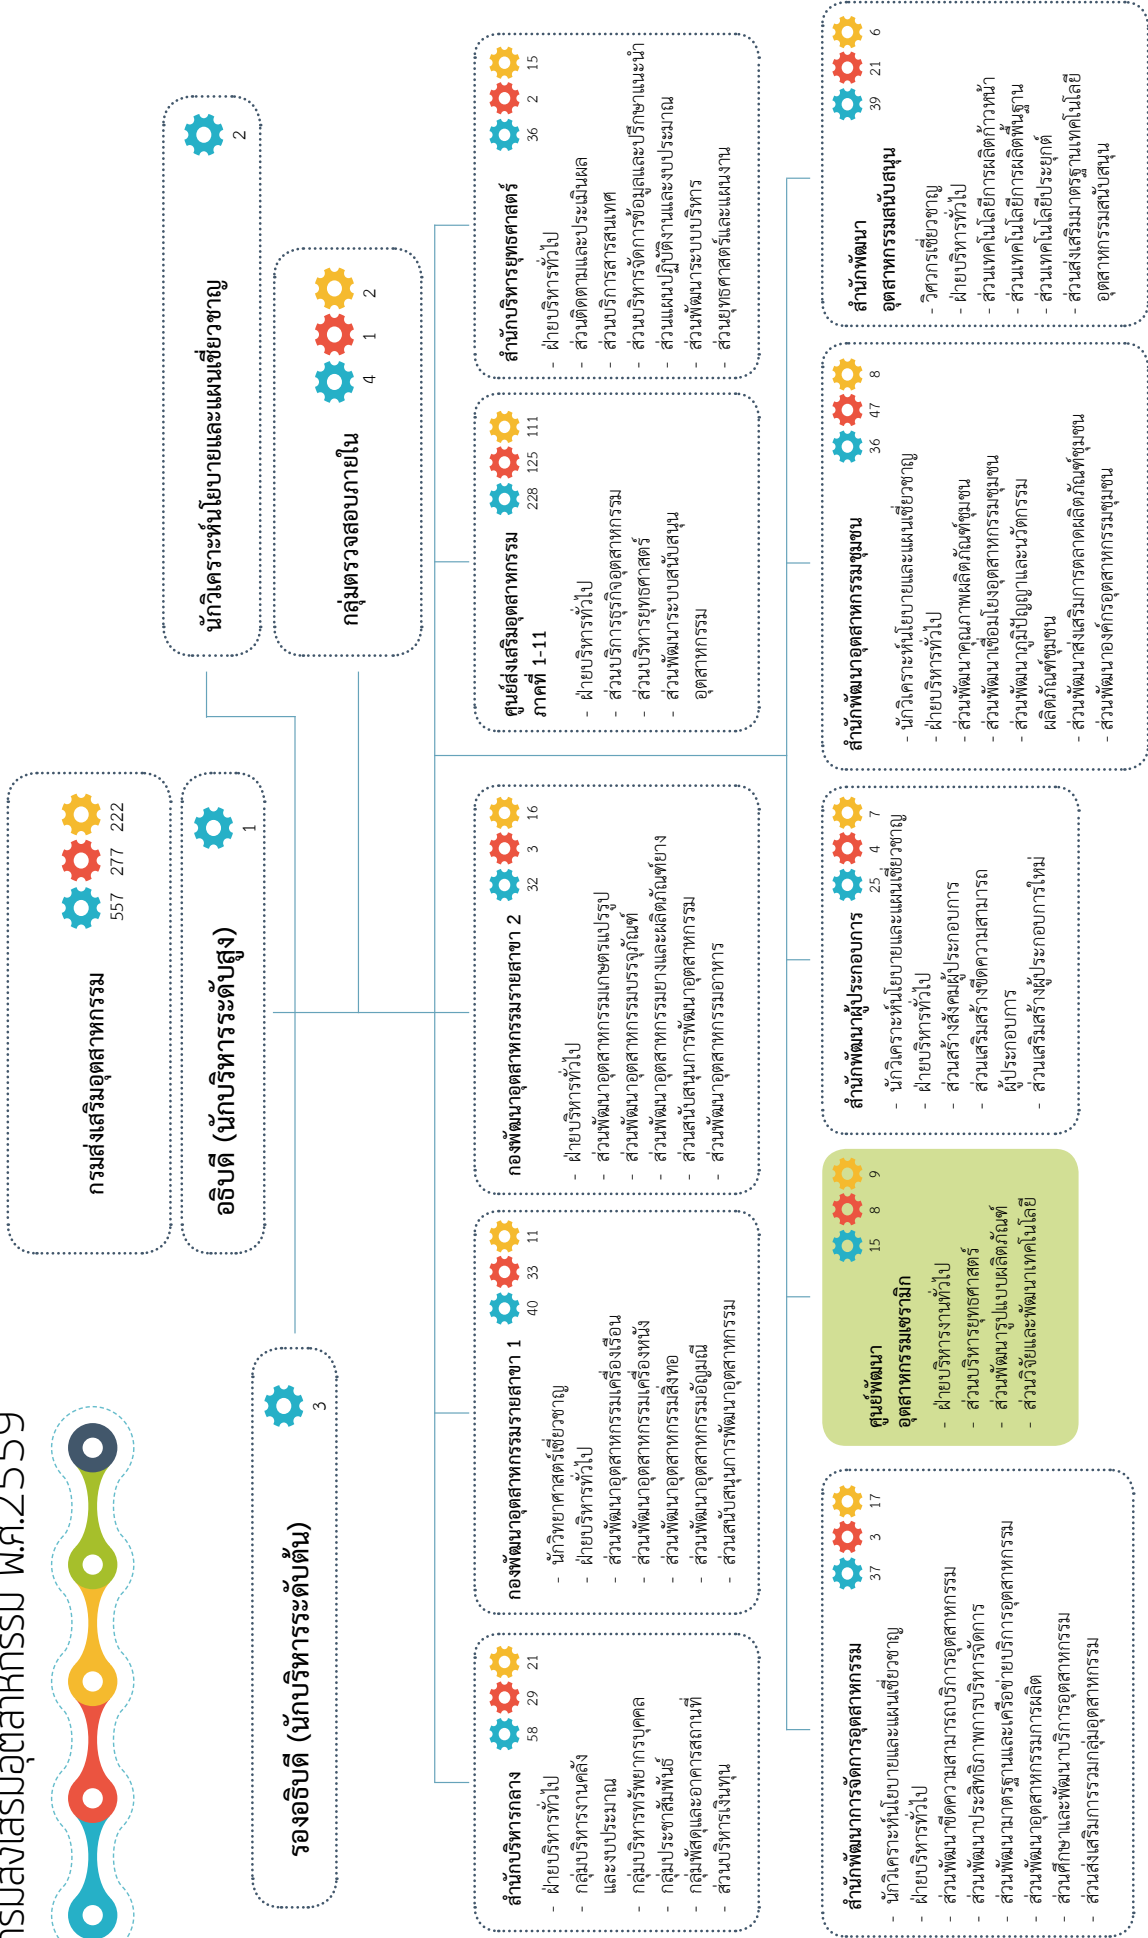 กรมส่งเสริมอุตสาหกรรม พ.ศ.2559
กรมส่งเสริมอุตสาหกรรม
557 277 222
อธิบดี (นักบริหารระดับสูง)
1
รองอธิบดี (นักบริหารระดับต้น)
3
นักวิเคราะห์นโยบายและแผนเชี่ยวชาญ
2
กลุ่มตรวจสอบภายใน
4 1 2
สำนักบริหารกลาง
58 29 21
- ฝ่ายบริหารทั่วไป
- กลุ่มบริหารงานคลัง
และงบประมาณ
- กลุ่มบริหารทรัพยากรบุคคล
- กลุ่มประชาสัมพันธ์
- กลุ่มพัสดุและอาคารสถานที่
- ส่วนบริหารเงินทุน
กองพัฒนาอุตสาหกรรมรายสาขา 1
40 33 11
- นักวิทยาศาสตร์เชี่ยวชาญ
- ฝ่ายบริหารทั่วไป
- ส่วนพัฒนาอุตสาหกรรมเครื่องเรือน
- ส่วนพัฒนาอุตสาหกรรมเครื่องหนัง
- ส่วนพัฒนาอุตสาหกรรมสิ่งทอ
- ส่วนพัฒนาอุตสาหกรรมอัญมณี
- ส่วนสนับสนุนการพัฒนาอุตสาหกรรม
กองพัฒนาอุตสาหกรรมรายสาขา 2
32 3 16
- ฝ่ายบริหารทั่วไป
- ส่วนพัฒนาอุตสาหกรรมเกษตรแปรรูป
- ส่วนพัฒนาอุตสาหกรรมบรรจุภัณฑ์
- ส่วนพัฒนาอุตสาหกรรมยางและผลิตภัณฑ์ยาง
- ส่วนสนับสนุนการพัฒนาอุตสาหกรรม
- ส่วนพัฒนาอุตสาหกรรมอาหาร
ศูนย์ส่งเสริมอุตสาหกรรม
ภาคที่ 1-11
228 125 111
- ฝ่ายบริหารทั่วไป
- ส่วนบริการธุรกิจอุตสาหกรรม
- ส่วนบริหารยุทธศาสตร์
- ส่วนพัฒนาระบบสนับสนุน
อุตสาหกรรม
สำนักบริหารยุทธศาสตร์
36 2 15
- ฝ่ายบริหารทั่วไป
- ส่วนติดตามและประเมินผล
- ส่วนบริการสารสนเทศ
- ส่วนบริหารจัดการข้อมูลและปรึกษาแนะนำ
- ส่วนแผนปฏิบัติงานและงบประมาณ
- ส่วนพัฒนาระบบบริหาร
- ส่วนยุทธศาสตร์และแผนงาน
สำนักพัฒนาการจัดการอุตสาหกรรม
37 3 17
- นักวิเคราะห์นโยบายและแผนเชี่ยวชาญ
- ฝ่ายบริหารทั่วไป
- ส่วนพัฒนาขีดความสามารถบริการอุตสาหกรรม
- ส่วนพัฒนาประสิทธิภาพการบริหารจัดการ
- ส่วนพัฒนามาตรฐานและเครือข่ายบริการอุตสาหกรรม
- ส่วนพัฒนาอุตสาหกรรมการผลิต
- ส่วนศึกษาและพัฒนาบริการอุตสาหกรรม
- ส่วนส่งเสริมการรวมกลุ่มอุตสาหกรรม
ศูนย์พัฒนา
อุตสาหกรรมเซรามิก
15 8 9
- ฝ่ายบริหารงานทั่วไป
- ส่วนบริหารยุทธศาสตร์
- ส่วนพัฒนารูปแบบผลิตภัณฑ์
- ส่วนวิจัยและพัฒนาเทคโนโลยี
สำนักพัฒนาผู้ประกอบการ
25 4 7
- นักวิเคราะห์นโยบายและแผนเชี่ยวชาญ
- ฝ่ายบริหารทั่วไป
- ส่วนสร้างสังคมผู้ประกอบการ
- ส่วนเสริมสร้างขีดความสามารถ
ผู้ประกอบการ
- ส่วนเสริมสร้างผู้ประกอบการใหม่
สำนักพัฒนาอุตสาหกรรมชุมชน
36 47 8
- นักวิเคราะห์นโยบายและแผนเชี่ยวชาญ
- ฝ่ายบริหารทั่วไป
- ส่วนพัฒนาคุณภาพผลิตภัณฑ์ชุมชน
- ส่วนพัฒนาเชื่อมโยงอุตสาหกรรมชุมชน
- ส่วนพัฒนาภูมิปัญญาและนวัตกรรม
ผลิตภัณฑ์ชุมชน
- ส่วนพัฒนาส่งเสริมการตลาดผลิตภัณฑ์ชุมชน
- ส่วนพัฒนาองค์กรอุตสาหกรรมชุมชน
สำนักพัฒนา
อุตสาหกรรมสนับสนุน
39 21 6
- วิศวกรเชี่ยวชาญ
- ฝ่ายบริหารทั่วไป
- ส่วนเทคโนโลยีการผลิตก้าวหน้า
- ส่วนเทคโนโลยีการผลิตพื้นฐาน
- ส่วนเทคโนโลยีประยุกต์
- ส่วนส่งเสริมมาตรฐานเทคโนโลยี
อุตสาหกรรมสนับสนุน